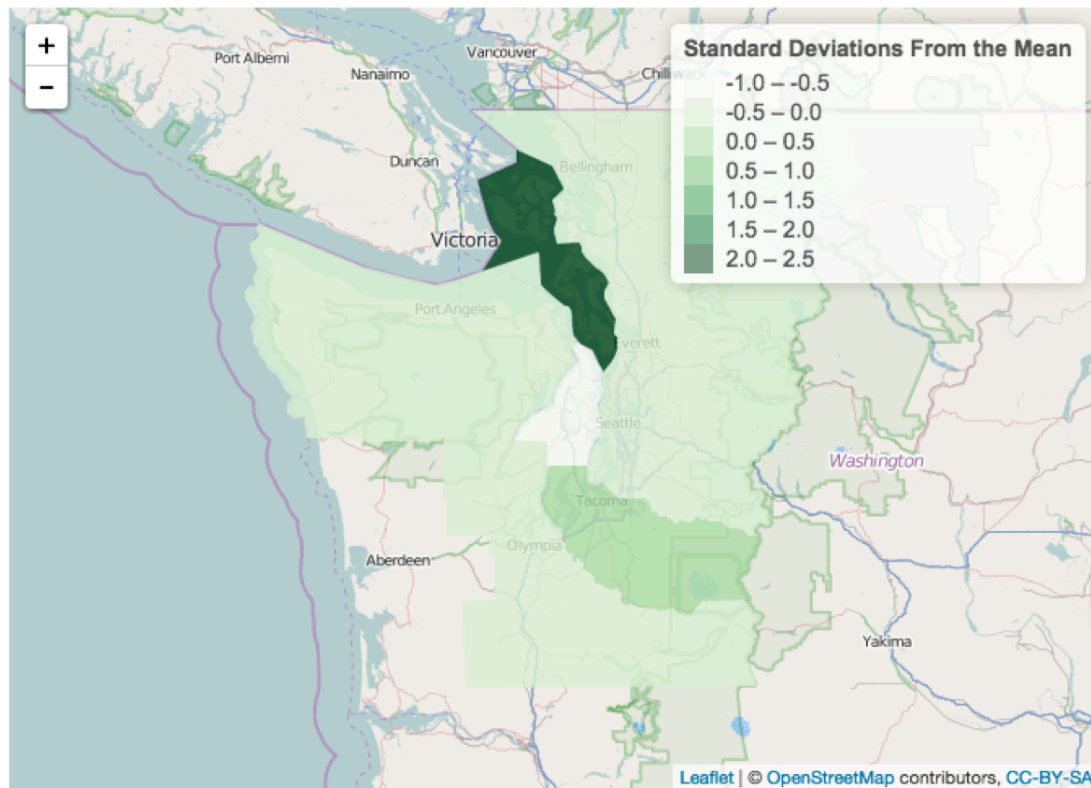 +
−
Port Alberni
Nanaimo
Vancouver
Chilliwack
Duncan
Victoria
Bellingham
Port Angeles
Everett
Seattle
Tacoma
Olympia
Aberdeen
Washington
Yakima
Standard Deviations From the Mean
-1.0 – -0.5
-0.5 – 0.0
0.0 – 0.5
0.5 – 1.0
1.0 – 1.5
1.5 – 2.0
2.0 – 2.5
Leaflet | © OpenStreetMap contributors, CC-BY-SA